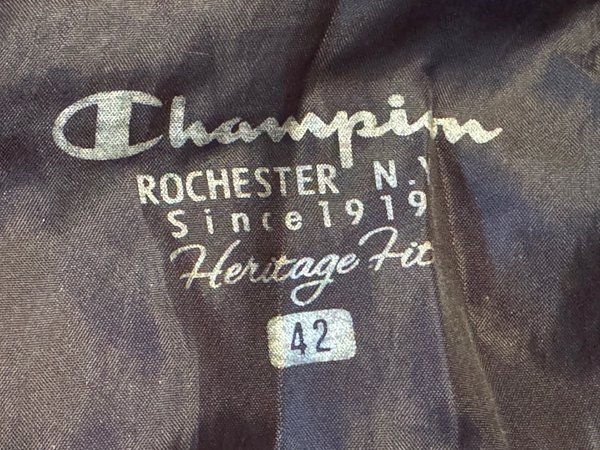 Champion
ROCHESTER N.Y
Since 1919
Heritage Fit
42